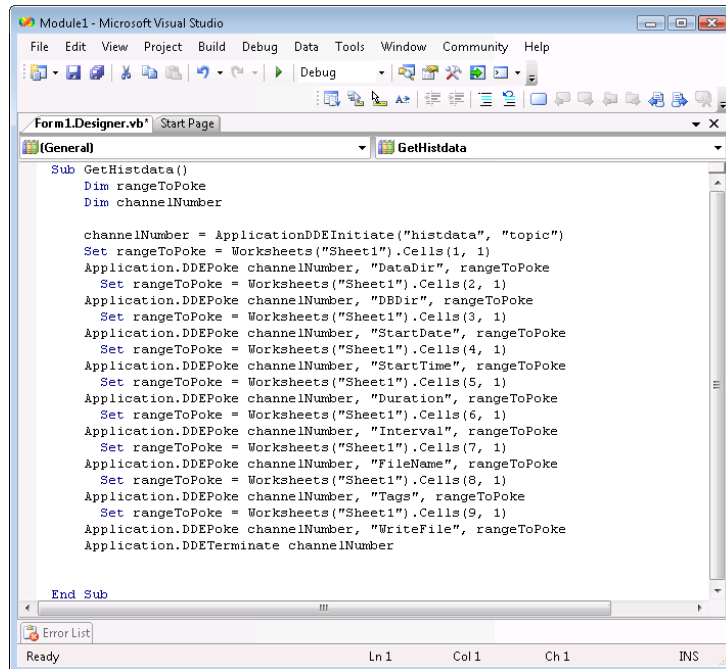 Module1 - Microsoft Visual Studio
File Edit View Project Build Debug Data Tools Window Community Help
Debug
Form1.Designer.vb* Start Page
(General) GetHistdata
Sub GetHistdata()
    Dim rangeToPoke
    Dim channelNumber
    channelNumber = ApplicationDDEInitiate("histdata", "topic")
    Set rangeToPoke = Worksheets("Sheet1").Cells(1, 1)
    Application.DDEPoke channelNumber, "DataDir", rangeToPoke
      Set rangeToPoke = Worksheets("Sheet1").Cells(2, 1)
    Application.DDEPoke channelNumber, "DBDir", rangeToPoke
      Set rangeToPoke = Worksheets("Sheet1").Cells(3, 1)
    Application.DDEPoke channelNumber, "StartDate", rangeToPoke
      Set rangeToPoke = Worksheets("Sheet1").Cells(4, 1)
    Application.DDEPoke channelNumber, "StartTime", rangeToPoke
      Set rangeToPoke = Worksheets("Sheet1").Cells(5, 1)
    Application.DDEPoke channelNumber, "Duration", rangeToPoke
      Set rangeToPoke = Worksheets("Sheet1").Cells(6, 1)
    Application.DDEPoke channelNumber, "Interval", rangeToPoke
      Set rangeToPoke = Worksheets("Sheet1").Cells(7, 1)
    Application.DDEPoke channelNumber, "FileName", rangeToPoke
      Set rangeToPoke = Worksheets("Sheet1").Cells(8, 1)
    Application.DDEPoke channelNumber, "Tags", rangeToPoke
      Set rangeToPoke = Worksheets("Sheet1").Cells(9, 1)
    Application.DDEPoke channelNumber, "WriteFile", rangeToPoke
    Application.DDETerminate channelNumber
End Sub
Error List
Ready Ln 1 Col 1 Ch 1 INS